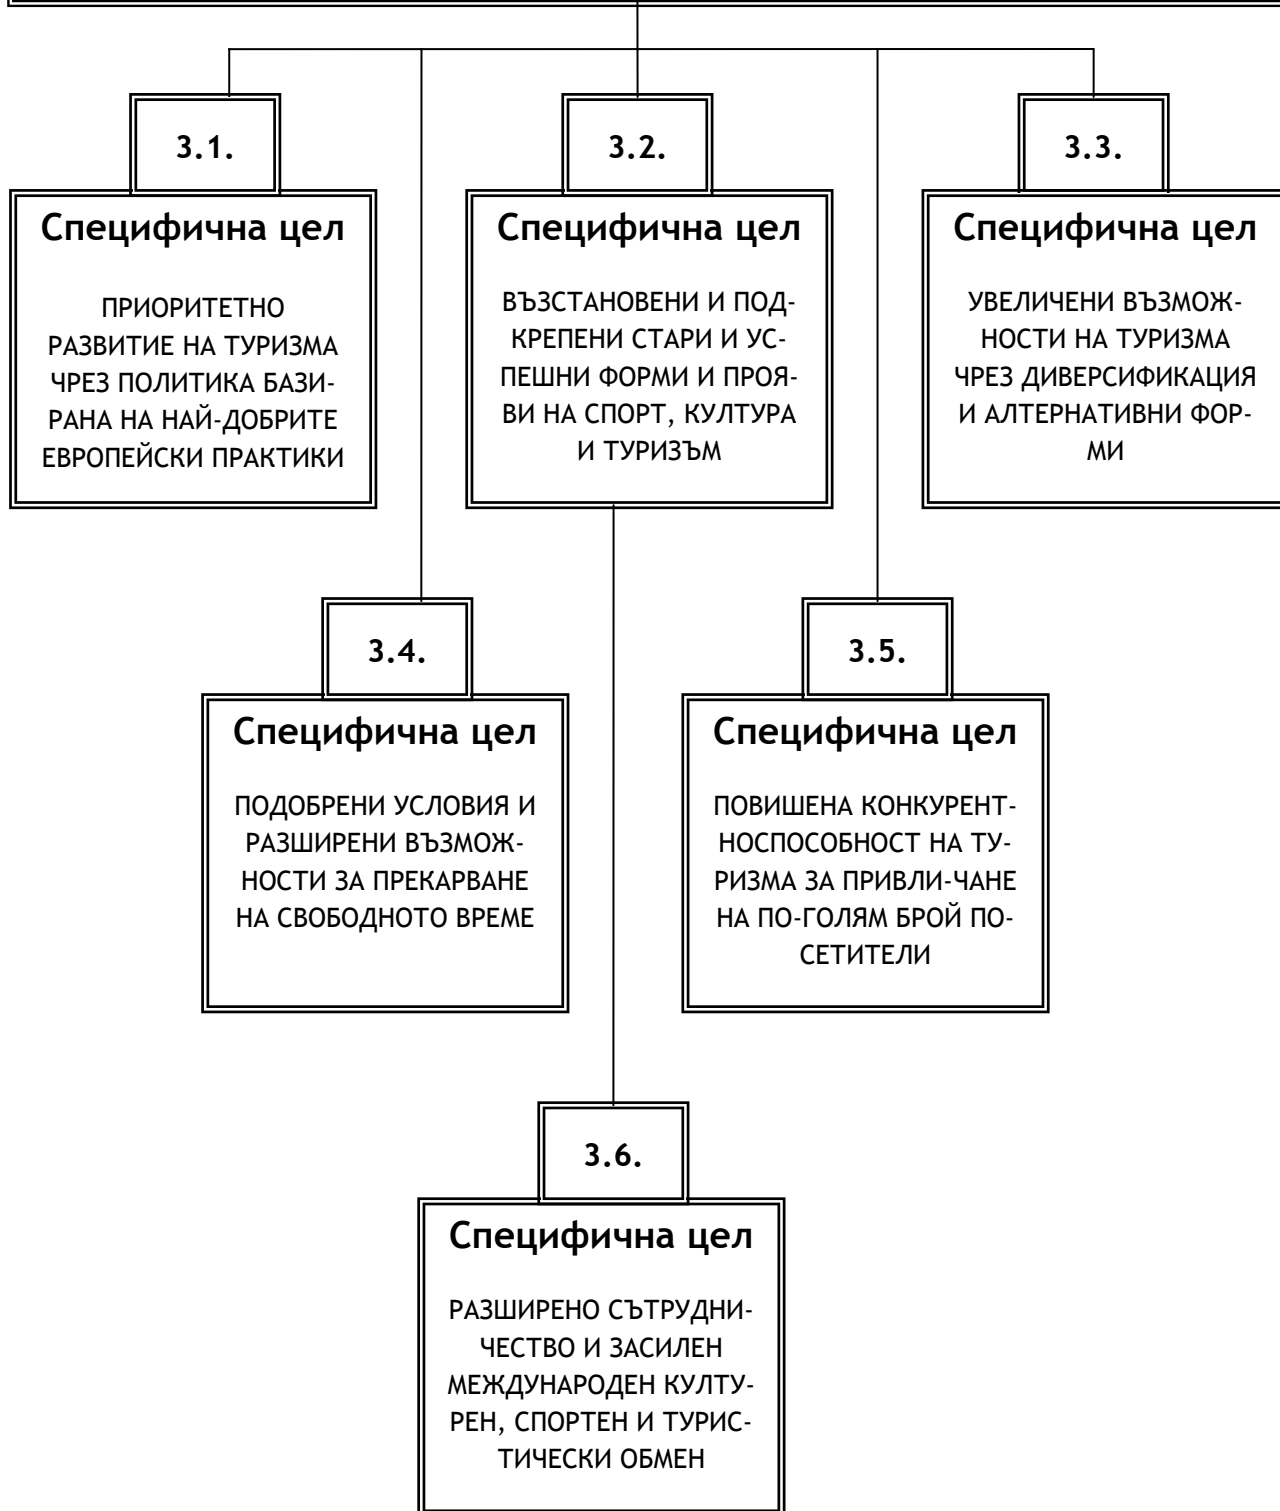 3.1.
Специфична цел
ПРИОРИТЕТНО
РАЗВИТИЕ НА ТУРИЗМА
ЧРЕЗ ПОЛИТИКА БАЗИ-
РАНА НА НАЙ-ДОБРИТЕ
ЕВРОПЕЙСКИ ПРАКТИКИ
3.2.
Специфична цел
ВЪЗСТАНОВЕНИ И ПОД-
КРЕПЕНИ СТАРИ И УС-
ПЕШНИ ФОРМИ И ПРОЯ-
ВИ НА СПОРТ, КУЛТУРА
И ТУРИЗЪМ
3.3.
Специфична цел
УВЕЛИЧЕНИ ВЪЗМОЖ-
НОСТИ НА ТУРИЗМА
ЧРЕЗ ДИВЕРСИФИКАЦИЯ
И АЛТЕРНАТИВНИ ФОР-
МИ
3.4.
Специфична цел
ПОДОБРЕНИ УСЛОВИЯ И
РАЗШИРЕНИ ВЪЗМОЖ-
НОСТИ ЗА ПРЕКАРВАНЕ
НА СВОБОДНОТО ВРЕМЕ
3.5.
Специфична цел
ПОВИШЕНА КОНКУРЕНТ-
НОСПОСОБНОСТ НА ТУ-
РИЗМА ЗА ПРИВЛИ-ЧАНЕ
НА ПО-ГОЛЯМ БРОЙ ПО-
СЕТИТЕЛИ
3.6.
Специфична цел
РАЗШИРЕНО СЪТРУДНИ-
ЧЕСТВО И ЗАСИЛЕН
МЕЖДУНАРОДЕН КУЛТУ-
РЕН, СПОРТЕН И ТУРИС-
ТИЧЕСКИ ОБМЕН